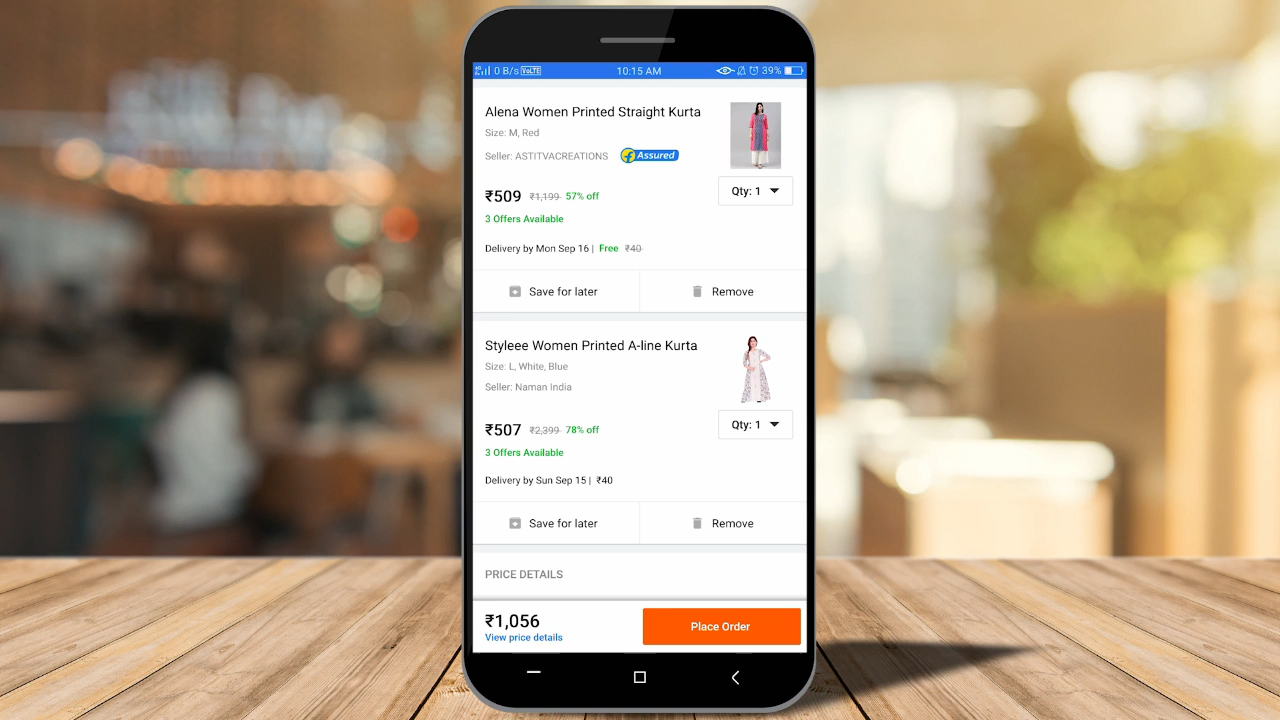 0 B/s VoLTE 10:15 AM 39%
Alena Women Printed Straight Kurta
Size: M, Red
Seller: ASTITVACREATIONS Assured
₹509 ₹1,199 57% off Qty: 1
3 Offers Available
Delivery by Mon Sep 16 | Free ₹40
Save for later Remove
Styleee Women Printed A-line Kurta
Size: L, White, Blue
Seller: Naman India
₹507 ₹2,399 78% off Qty: 1
3 Offers Available
Delivery by Sun Sep 15 | ₹40
Save for later Remove
PRICE DETAILS
₹1,056 Place Order
View price details